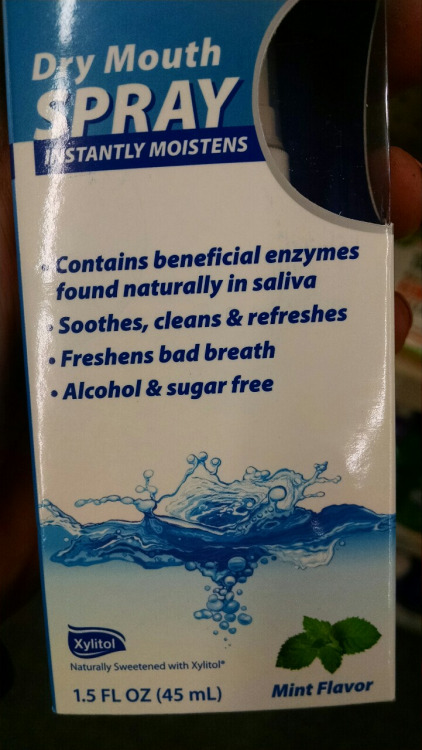 Dry Mouth
SPRAY
INSTANTLY MOISTENS
• Contains beneficial enzymes
found naturally in saliva
• Soothes, cleans & refreshes
• Freshens bad breath
• Alcohol & sugar free
Xylitol
Naturally Sweetened with Xylitol*
1.5 FL OZ (45 mL)
Mint Flavor